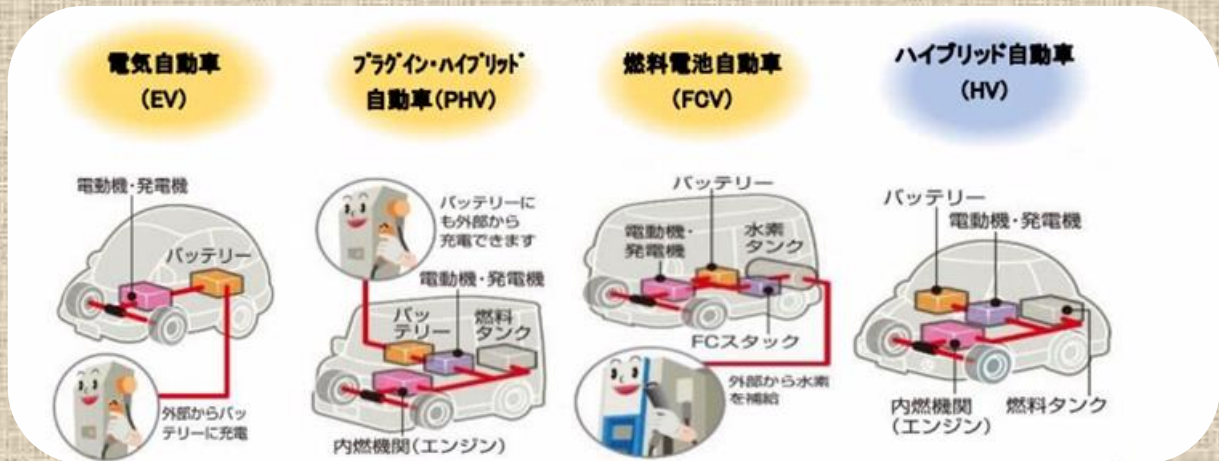 電気自動車
(EV)
プラグイン・ハイブリッド
自動車(PHV)
燃料電池自動車
(FCV)
ハイブリッド自動車
(HV)
電動機・発電機
バッテリー
外部からバッ
テリーに充電
バッテリーに
も外部から
充電できます
電動機・発電機
バッ
テリー
燃料
タンク
内燃機関(エンジン)
バッテリー
電動機・
発電機
水素
タンク
FCスタック
外部から水素
を補給
バッテリー
電動機・発電機
内燃機関
(エンジン)
燃料タンク